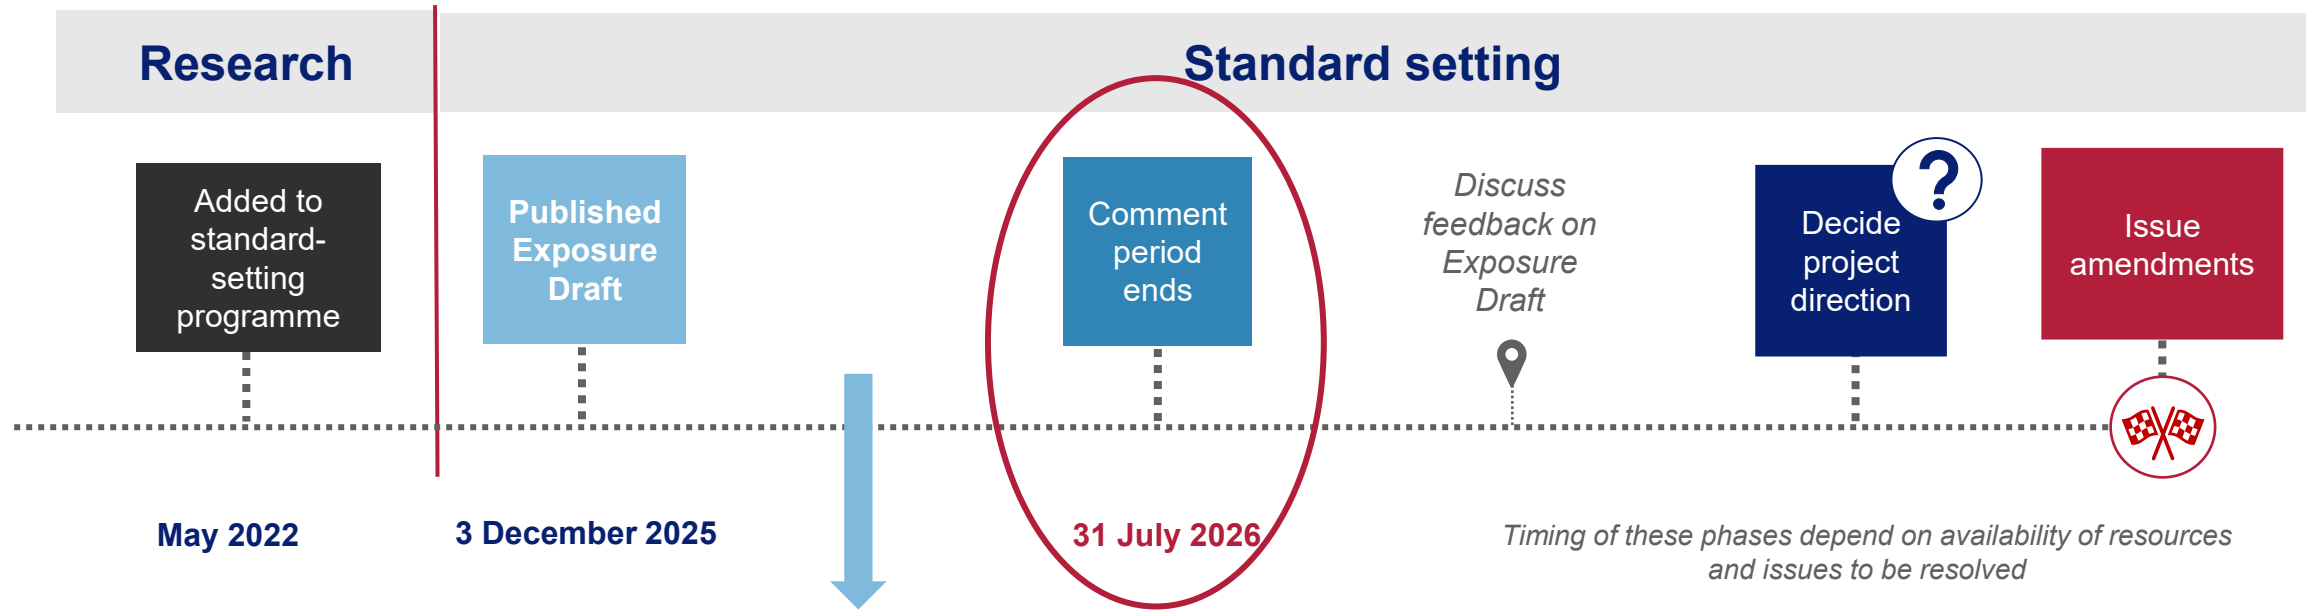 Research
Standard setting
Added to
standard-
setting
programme
Published
Exposure
Draft
Comment
period
ends
Discuss
feedback on
Exposure
Draft
Decide
project
direction
?
Issue
amendments
May 2022
3 December 2025
31 July 2026
Timing of these phases depend on availability of resources
and issues to be resolved